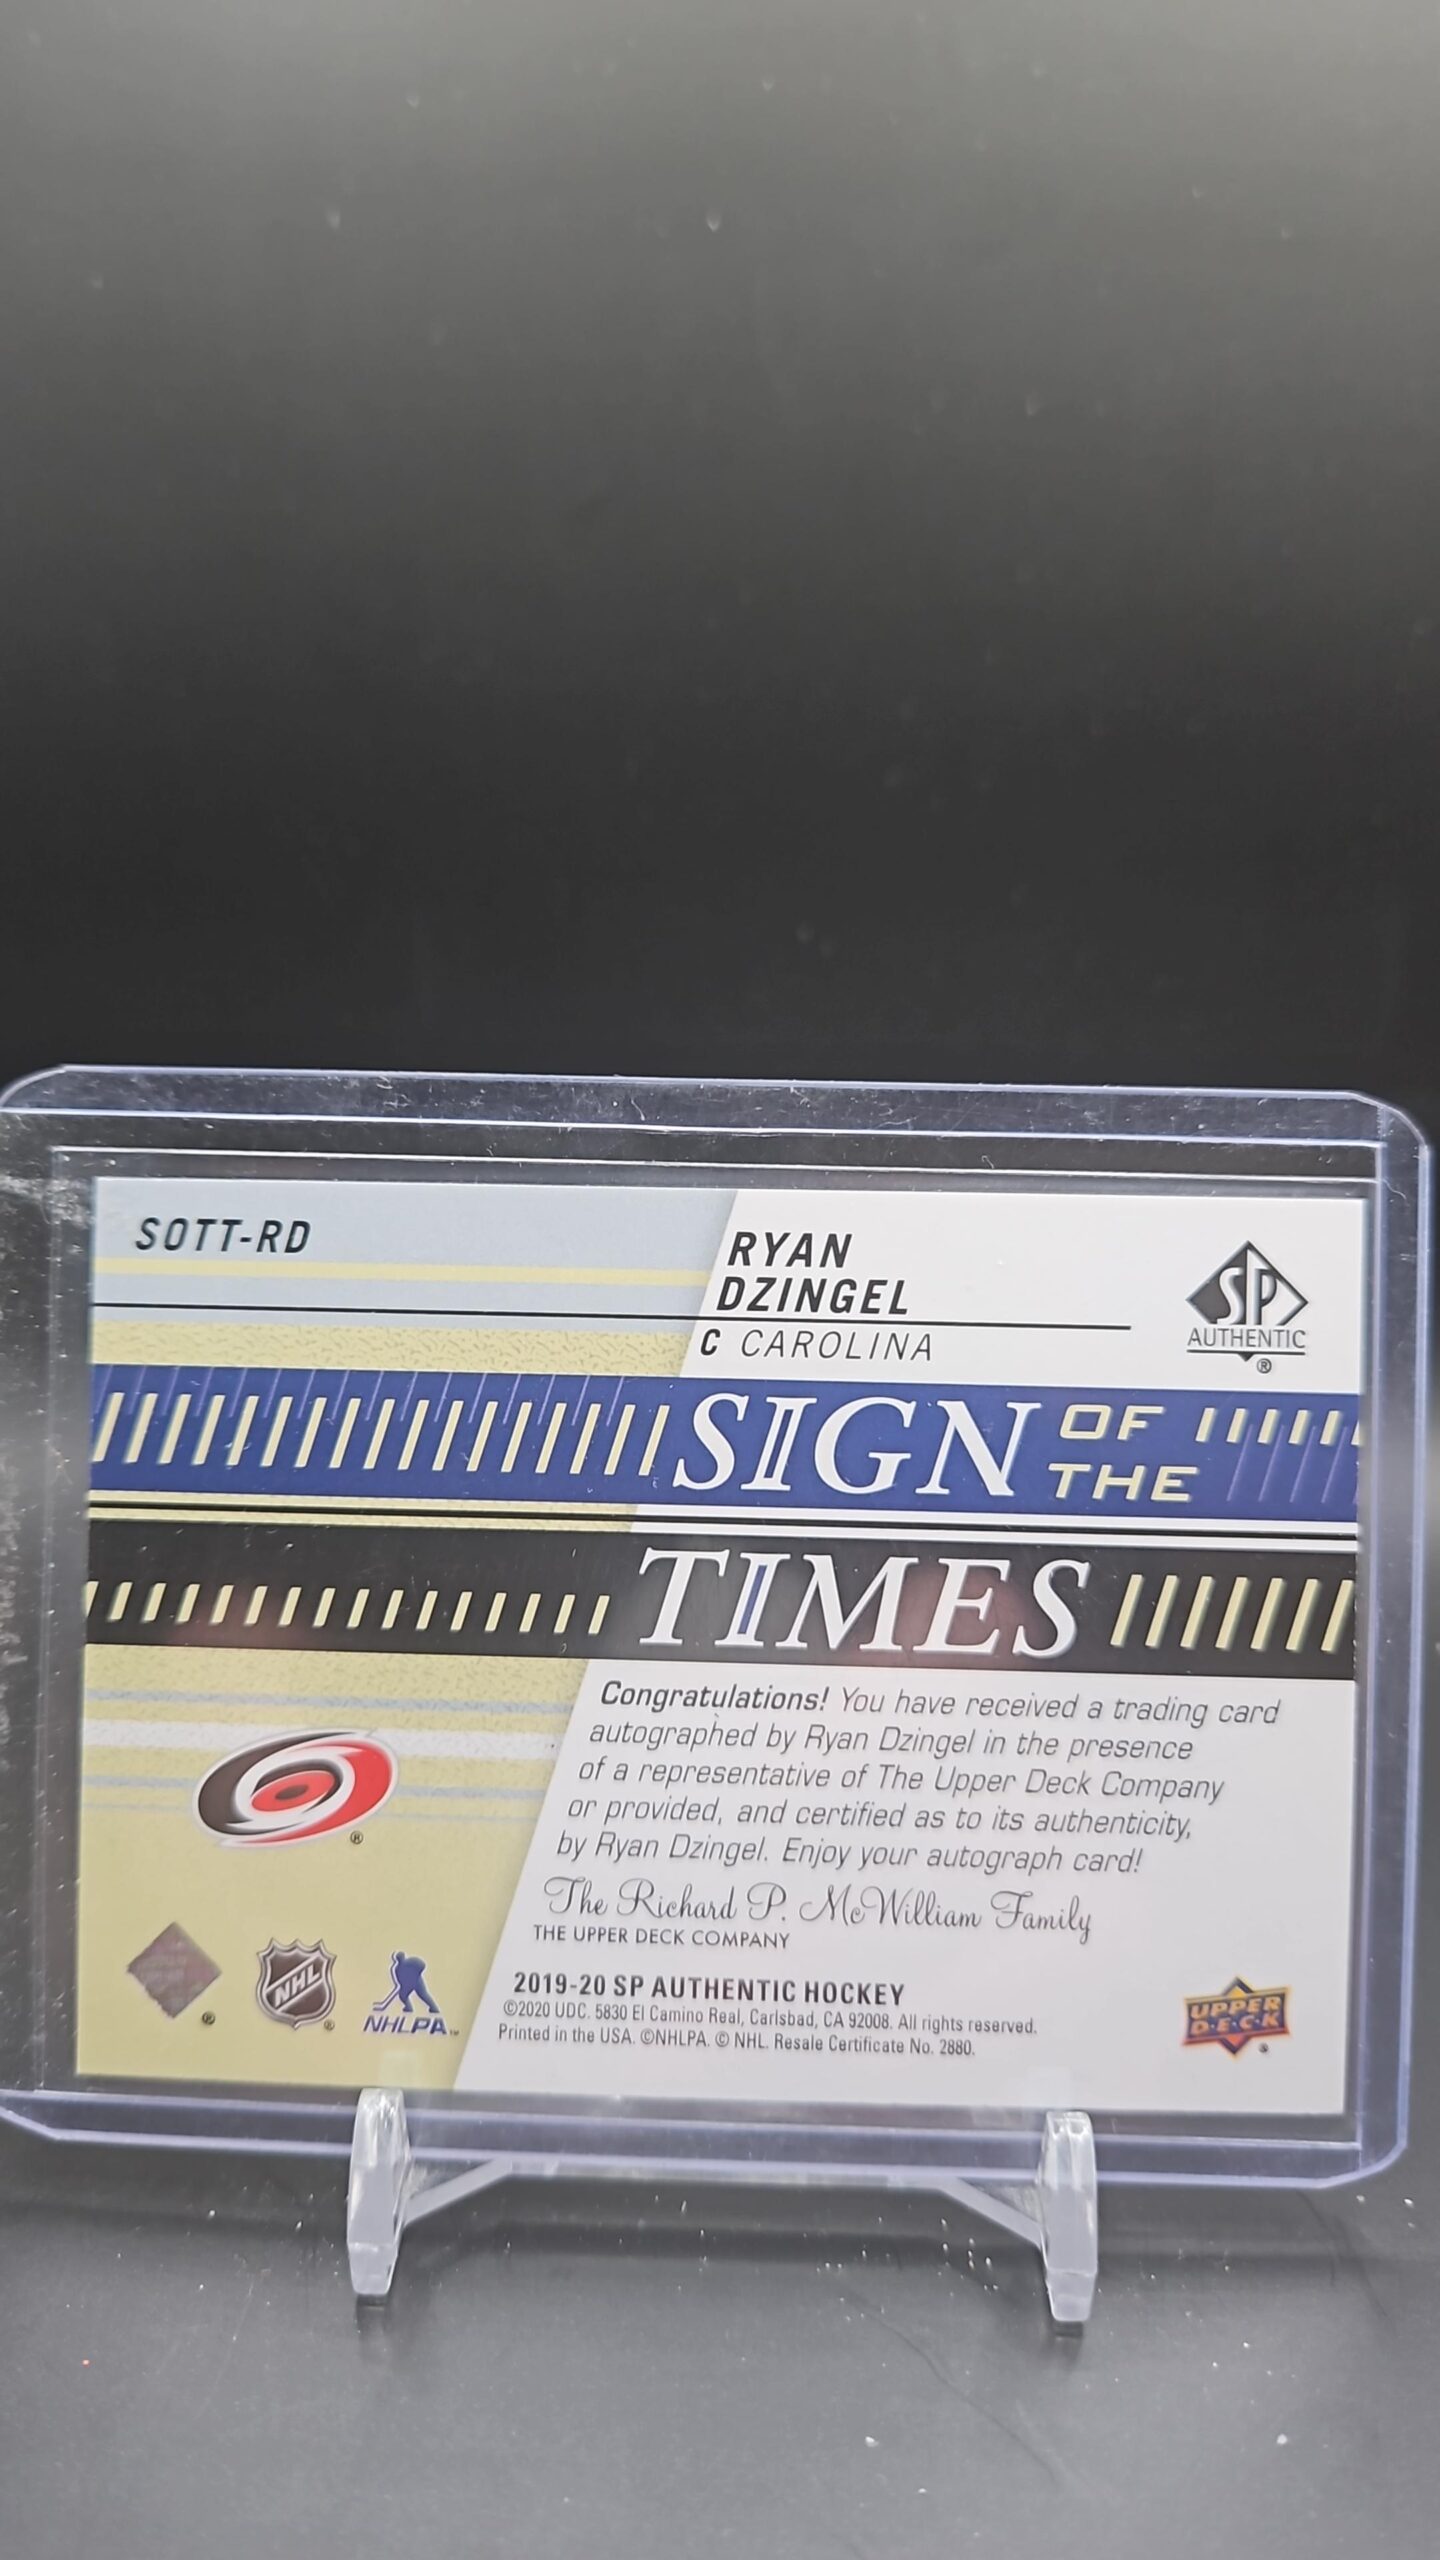 SOTT-RD
RYAN
DZINGEL
C CAROLINA
SP
AUTHENTIC
®
SIGN OF THE
TIMES
Congratulations! You have received a trading card
autographed by Ryan Dzingel in the presence
of a representative of The Upper Deck Company
or provided, and certified as to its authenticity,
by Ryan Dzingel. Enjoy your autograph card!
The Richard P. McWilliam Family
THE UPPER DECK COMPANY
2019-20 SP AUTHENTIC HOCKEY
©2020 UDC. 5830 El Camino Real, Carlsbad, CA 92008. All rights reserved.
Printed in the USA. ©NHLPA. © NHL. Resale Certificate No. 2880.
NHL
NHLPA™
UPPER
DECK